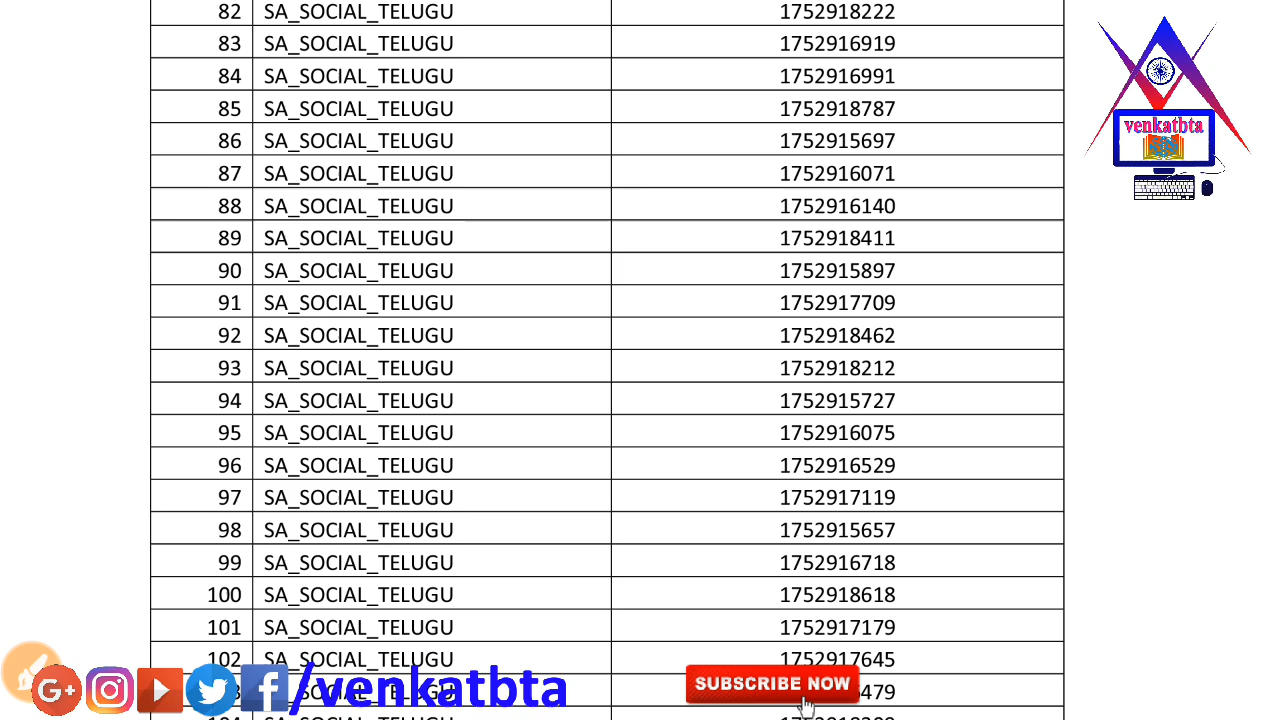 82 SA_SOCIAL_TELUGU 1752918222
83 SA_SOCIAL_TELUGU 1752916919
84 SA_SOCIAL_TELUGU 1752916991
85 SA_SOCIAL_TELUGU 1752918787
86 SA_SOCIAL_TELUGU 1752915697
87 SA_SOCIAL_TELUGU 1752916071
88 SA_SOCIAL_TELUGU 1752916140
89 SA_SOCIAL_TELUGU 1752918411
90 SA_SOCIAL_TELUGU 1752915897
91 SA_SOCIAL_TELUGU 1752917709
92 SA_SOCIAL_TELUGU 1752918462
93 SA_SOCIAL_TELUGU 1752918212
94 SA_SOCIAL_TELUGU 1752915727
95 SA_SOCIAL_TELUGU 1752916075
96 SA_SOCIAL_TELUGU 1752916529
97 SA_SOCIAL_TELUGU 1752917119
98 SA_SOCIAL_TELUGU 1752915657
99 SA_SOCIAL_TELUGU 1752916718
100 SA_SOCIAL_TELUGU 1752918618
101 SA_SOCIAL_TELUGU 1752917179
102 SA_SOCIAL_TELUGU 1752917645
venkatbta
G+
/venkatbta
SUBSCRIBE NOW